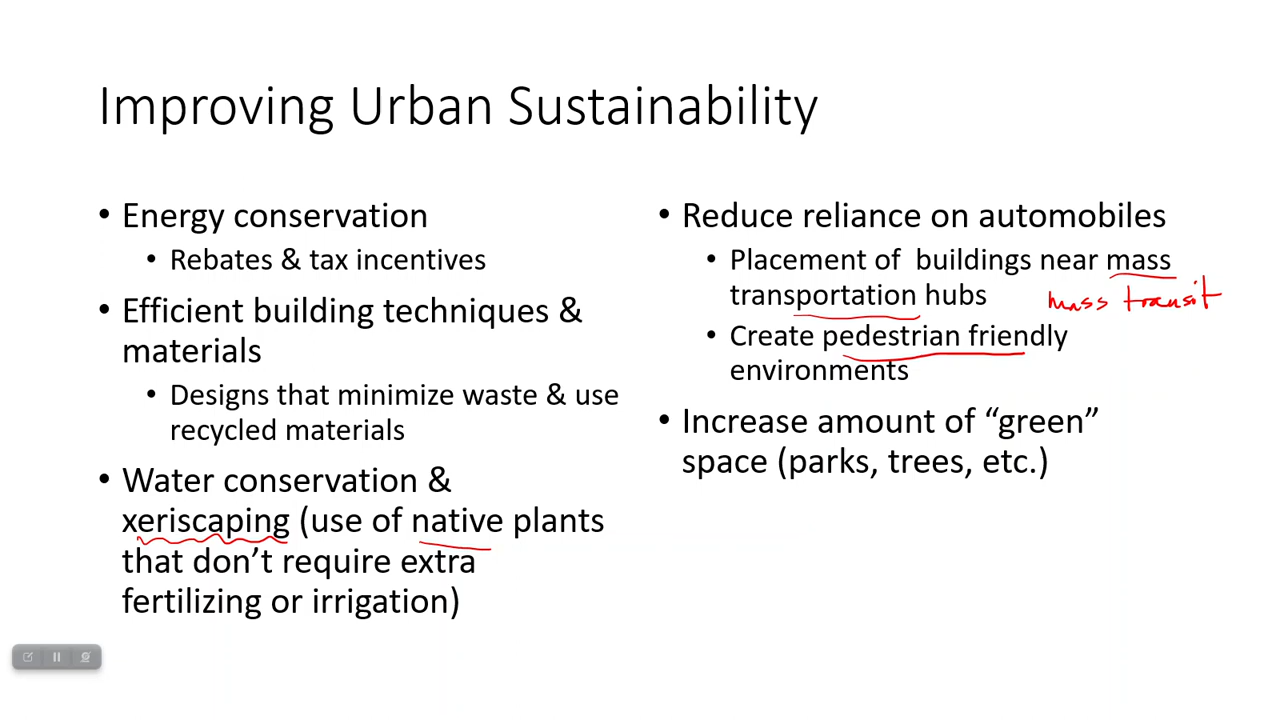 Improving Urban Sustainability
• Energy conservation
• Rebates & tax incentives
• Efficient building techniques &
materials
• Designs that minimize waste & use
recycled materials
• Water conservation &
xeriscaping (use of native plants
that don’t require extra
fertilizing or irrigation)
• Reduce reliance on automobiles
• Placement of buildings near mass
transportation hubs
mass transit
• Create pedestrian friendly
environments
• Increase amount of “green”
space (parks, trees, etc.)